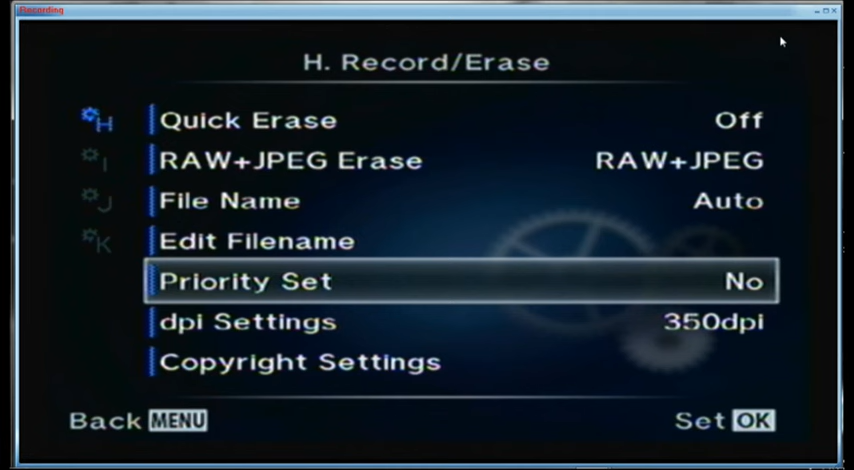 Recording
H. Record/Erase
H
Quick Erase Off
I
RAW+JPEG Erase RAW+JPEG
J
File Name Auto
K
Edit Filename
Priority Set No
dpi Settings 350dpi
Copyright Settings
Back MENU Set OK